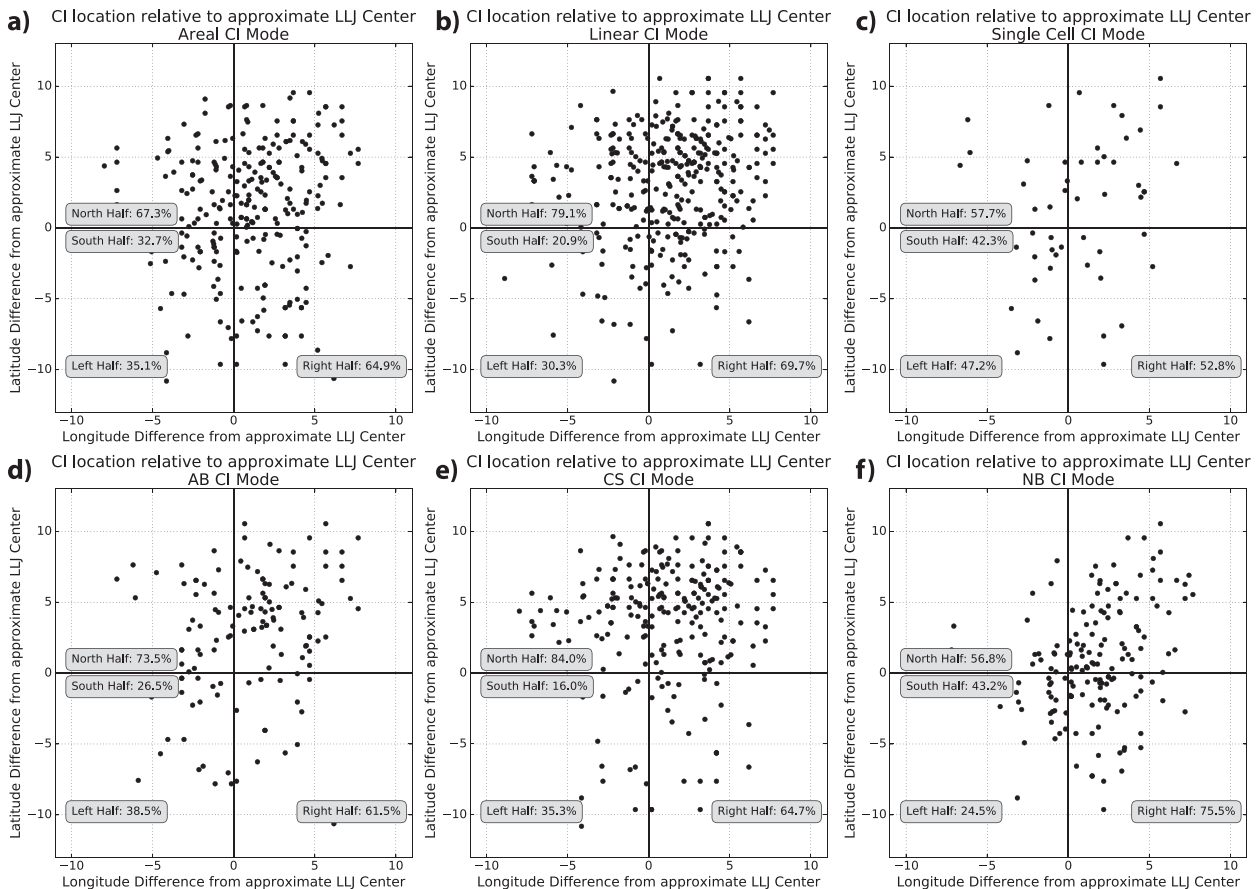 a)
CI location relative to approximate LLJ Center
Areal CI Mode
Latitude Difference from approximate LLJ Center
10
5
0
−5
−10
North Half: 67.3%
South Half: 32.7%
Left Half: 35.1%
Right Half: 64.9%
−10 −5 0 5 10
Longitude Difference from approximate LLJ Center
b)
CI location relative to approximate LLJ Center
Linear CI Mode
Latitude Difference from approximate LLJ Center
10
5
0
−5
−10
North Half: 79.1%
South Half: 20.9%
Left Half: 30.3%
Right Half: 69.7%
−10 −5 0 5 10
Longitude Difference from approximate LLJ Center
c)
CI location relative to approximate LLJ Center
Single Cell CI Mode
Latitude Difference from approximate LLJ Center
10
5
0
−5
−10
North Half: 57.7%
South Half: 42.3%
Left Half: 47.2%
Right Half: 52.8%
−10 −5 0 5 10
Longitude Difference from approximate LLJ Center
d)
CI location relative to approximate LLJ Center
AB CI Mode
Latitude Difference from approximate LLJ Center
10
5
0
−5
−10
North Half: 73.5%
South Half: 26.5%
Left Half: 38.5%
Right Half: 61.5%
−10 −5 0 5 10
Longitude Difference from approximate LLJ Center
e)
CI location relative to approximate LLJ Center
CS CI Mode
Latitude Difference from approximate LLJ Center
10
5
0
−5
−10
North Half: 84.0%
South Half: 16.0%
Left Half: 35.3%
Right Half: 64.7%
−10 −5 0 5 10
Longitude Difference from approximate LLJ Center
f)
CI location relative to approximate LLJ Center
NB CI Mode
Latitude Difference from approximate LLJ Center
10
5
0
−5
−10
North Half: 56.8%
South Half: 43.2%
Left Half: 24.5%
Right Half: 75.5%
−10 −5 0 5 10
Longitude Difference from approximate LLJ Center